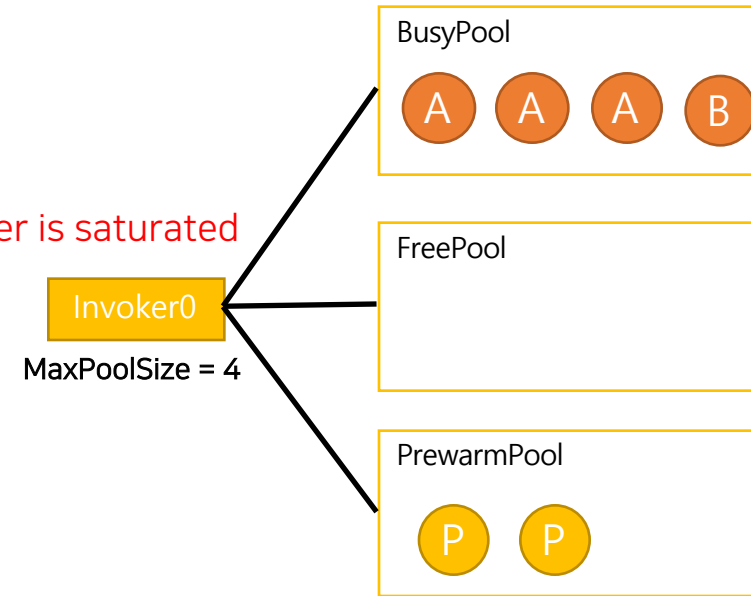 BusyPool
A A A B
er is saturated
FreePool
Invoker0
MaxPoolSize = 4
PrewarmPool
P P